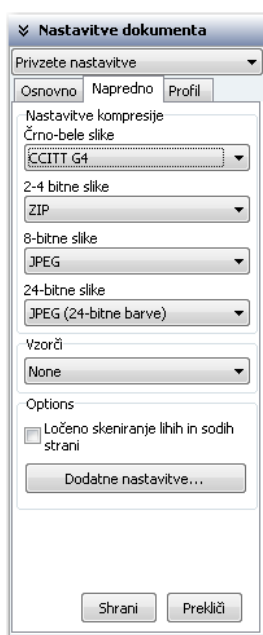 Nastavitve dokumenta
Privzete nastavitve
Osnovno Napredno Profil
Nastavitve kompresije
Črno-bele slike
CCITT G4
2-4 bitne slike
ZIP
8-bitne slike
JPEG
24-bitne slike
JPEG (24-bitne barve)
Vzorči
None
Options
Ločeno skeniranje lihih in sodih
strani
Dodatne nastavitve...
Shrani Prekliči